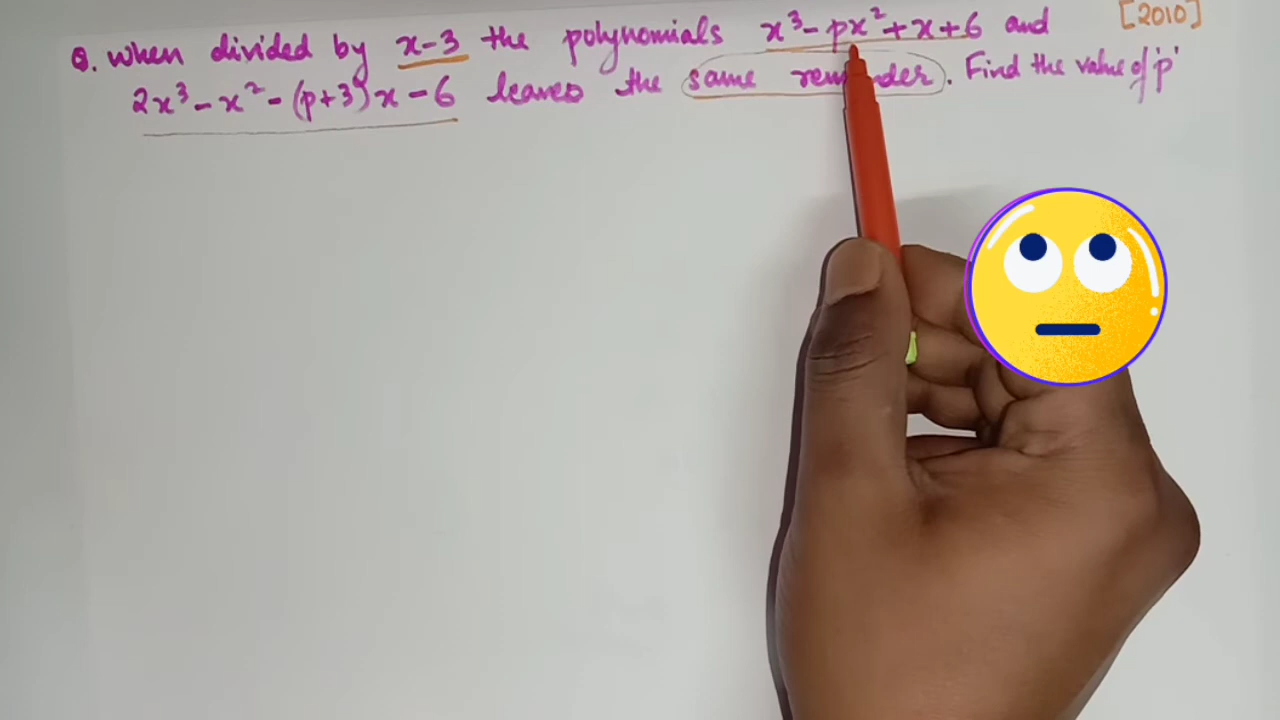 Q. when divided by x-3 the polynomials x³-px²+x+6 and [2010]
2x³-x²-(p+3)x-6 leaves the same remainder. Find the value of 'p'